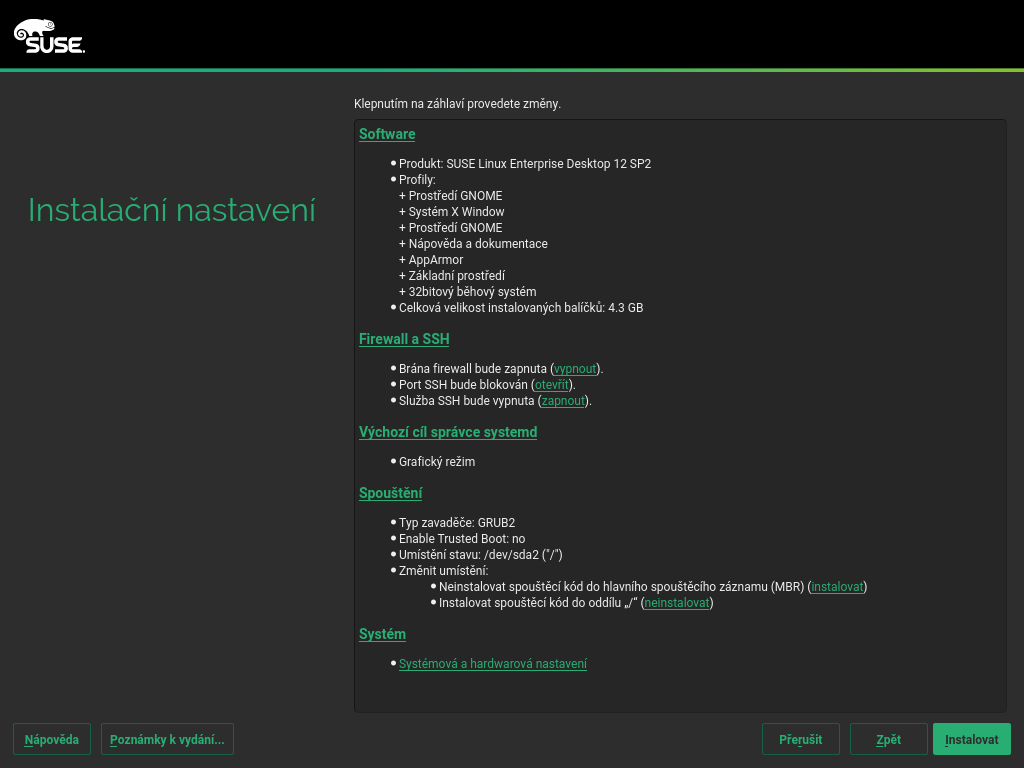 SUSE.
Klepnutím na záhlaví provedete změny.
Instalační nastavení
Software
Produkt: SUSE Linux Enterprise Desktop 12 SP2
Profily:
+ Prostředí GNOME
+ Systém X Window
+ Prostředí GNOME
+ Nápověda a dokumentace
+ AppArmor
+ Základní prostředí
+ 32bitový běhový systém
Celková velikost instalovaných balíčků: 4.3 GB
Firewall a SSH
Brána firewall bude zapnuta (vypnout).
Port SSH bude blokován (otevřít).
Služba SSH bude vypnuta (zapnout).
Výchozí cíl správce systemd
Grafický režim
Spouštění
Typ zavaděče: GRUB2
Enable Trusted Boot: no
Umístění stavu: /dev/sda2 ("/")
Změnit umístění:
Neinstalovat spouštěcí kód do hlavního spouštěcího záznamu (MBR) (instalovat)
Instalovat spouštěcí kód do oddílu „/“ (neinstalovat)
Systém
Systémová a hardwarová nastavení
Nápověda Poznámky k vydání... Přerušit Zpět Instalovat